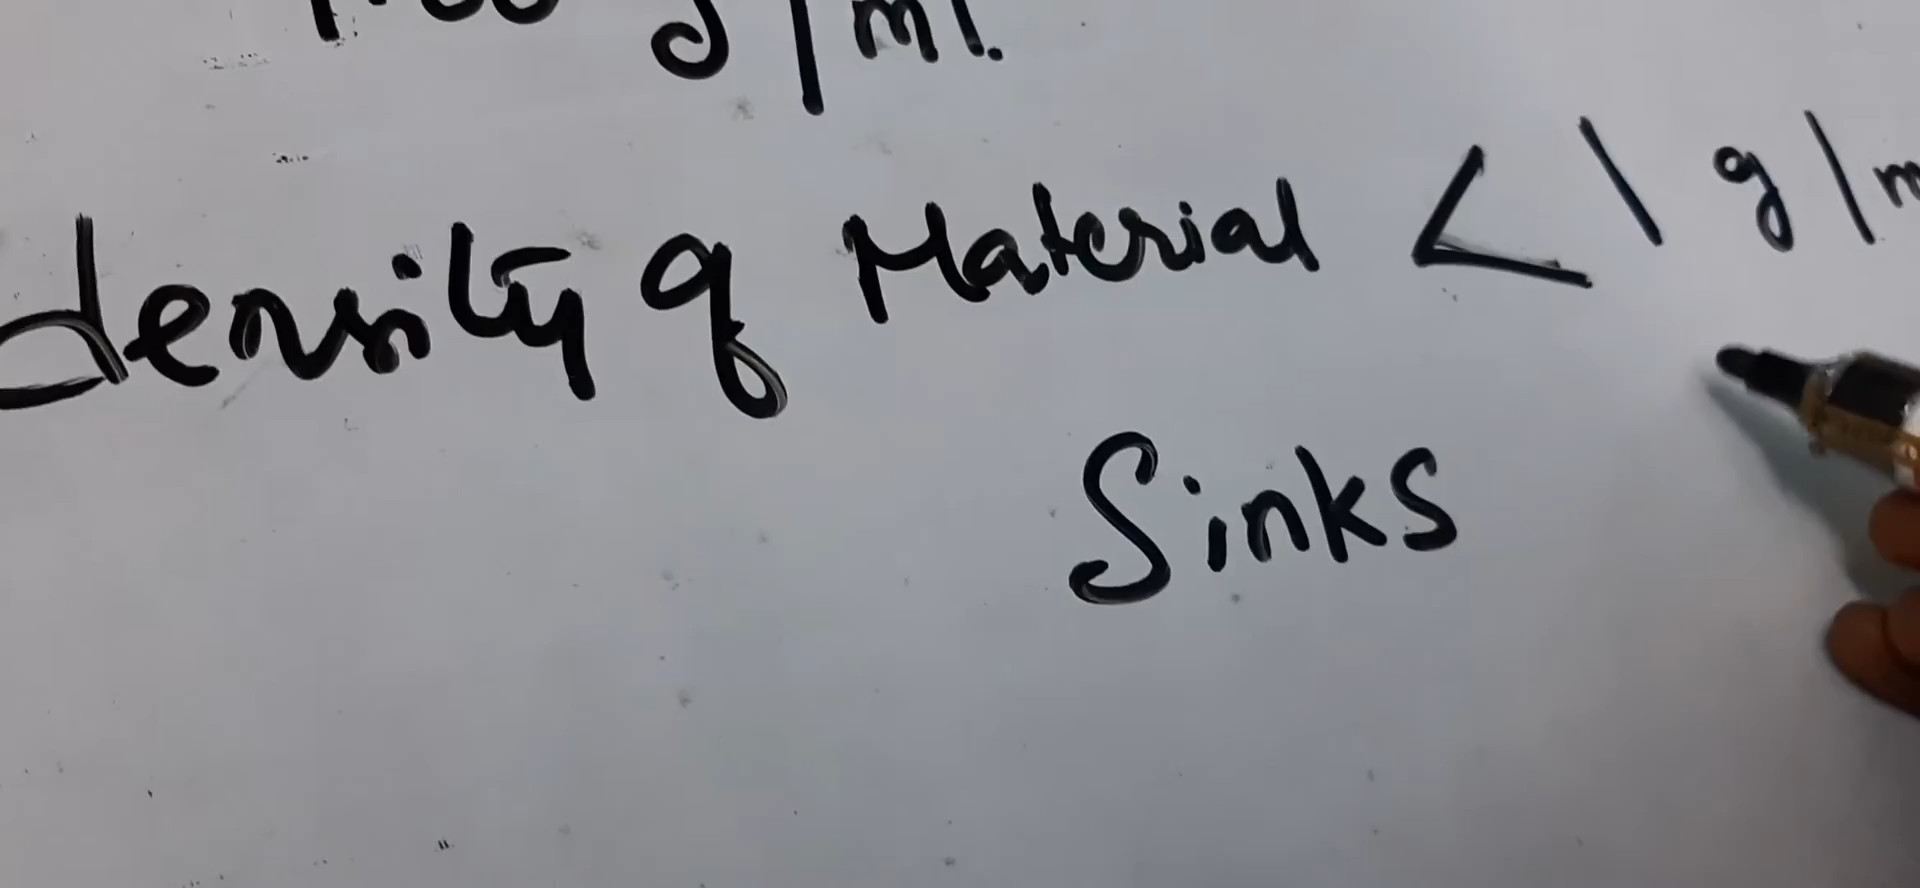 g/ml.
density of Material < 1 g/m
Sinks